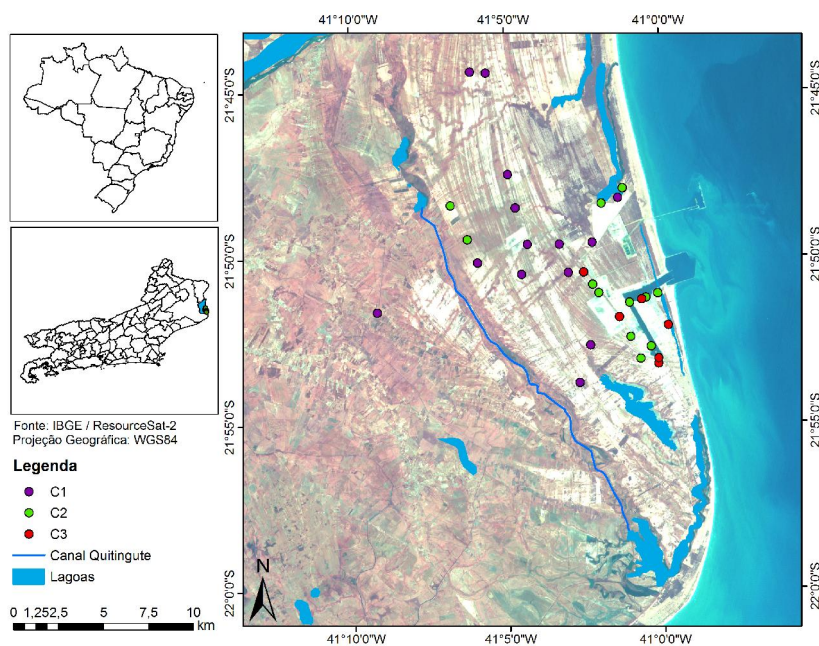 41°10'0"W 41°5'0"W 41°0'0"W
21°45'0"S 21°45'0"S
21°50'0"S 21°50'0"S
21°55'0"S 21°55'0"S
22°0'0"S 22°0'0"S
Fonte: IBGE / ResourceSat-2
Projeção Geográfica: WGS84
Legenda
C1
C2
C3
Canal Quitingute
Lagoas
0 1,252,5 5 7,5 10
km
N
41°10'0"W 41°5'0"W 41°0'0"W